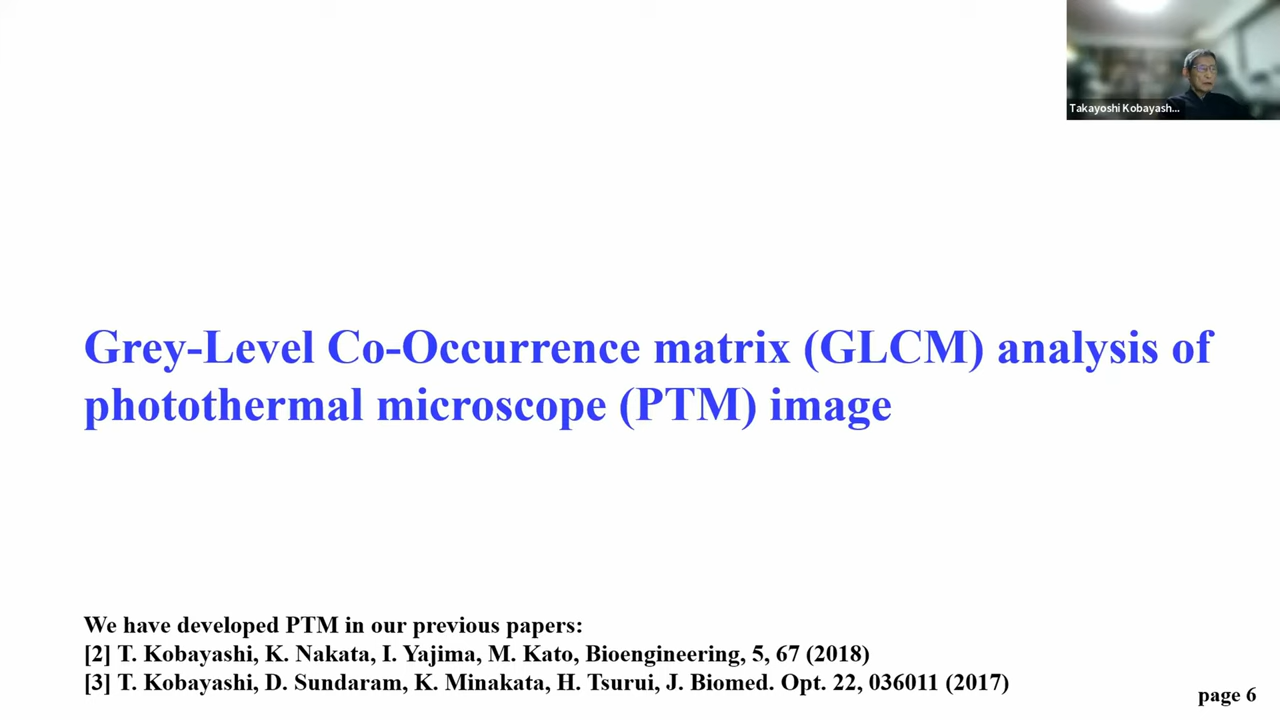 Takayoshi Kobayash...
Grey-Level Co-Occurrence matrix (GLCM) analysis of
photothermal microscope (PTM) image
We have developed PTM in our previous papers:
[2] T. Kobayashi, K. Nakata, I. Yajima, M. Kato, Bioengineering, 5, 67 (2018)
[3] T. Kobayashi, D. Sundaram, K. Minakata, H. Tsurui, J. Biomed. Opt. 22, 036011 (2017)
page 6